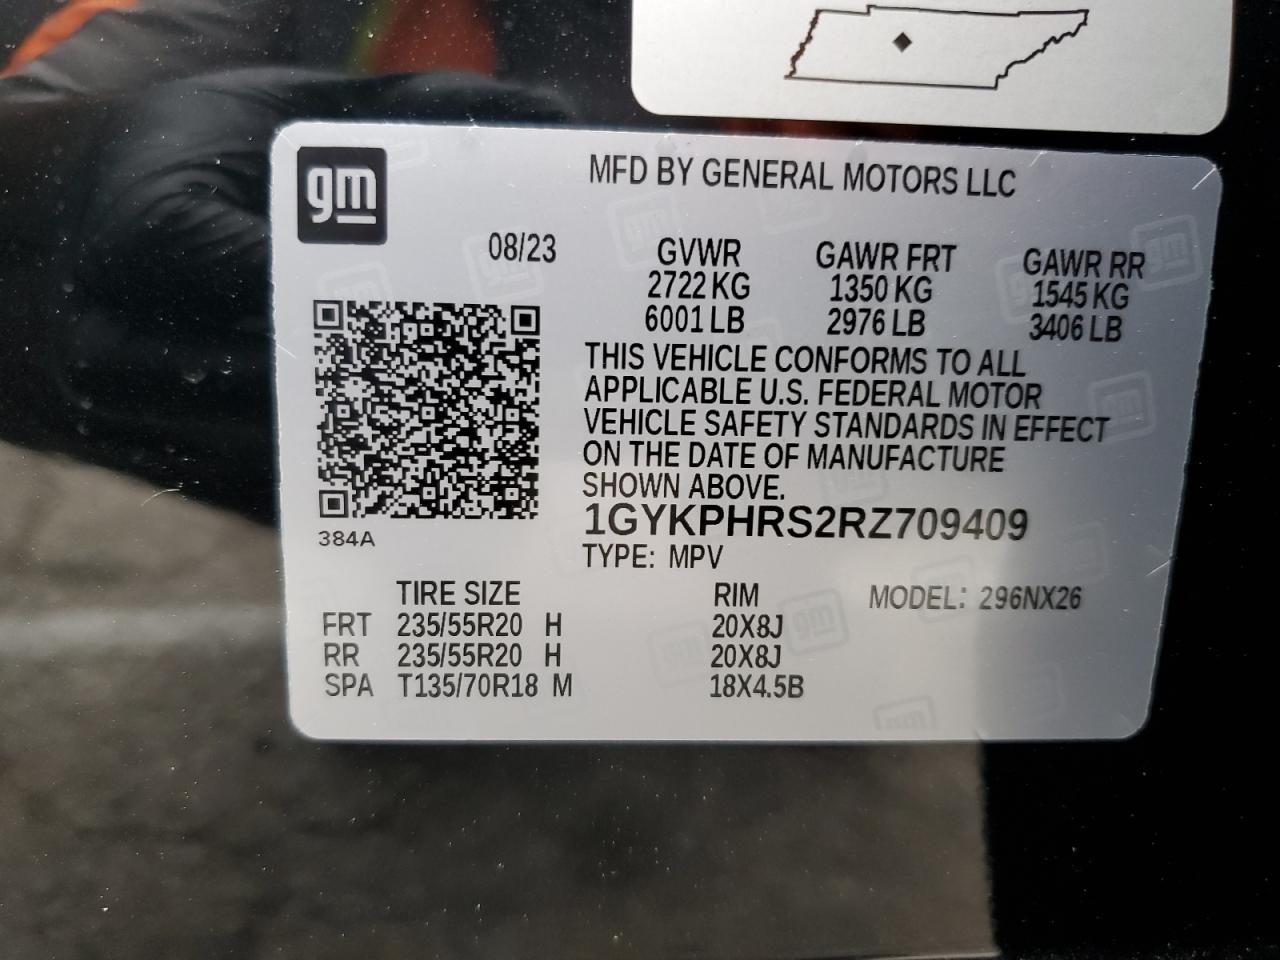 gm
MFD BY GENERAL MOTORS LLC
08/23 GVWR GAWR FRT GAWR RR
2722 KG 1350 KG 1545 KG
6001 LB 2976 LB 3406 LB
THIS VEHICLE CONFORMS TO ALL
APPLICABLE U.S. FEDERAL MOTOR
VEHICLE SAFETY STANDARDS IN EFFECT
ON THE DATE OF MANUFACTURE
SHOWN ABOVE.
384A
1GYKPHRS2RZ709409
TYPE: MPV
TIRE SIZE RIM MODEL: 296NX26
FRT 235/55R20 H 20X8J
RR 235/55R20 H 20X8J
SPA T135/70R18 M 18X4.5B